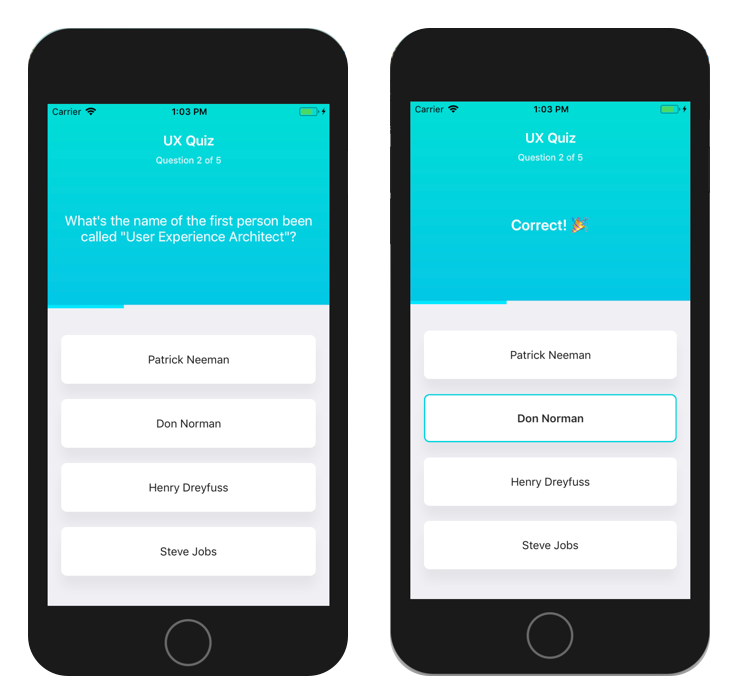 Carrier 1:03 PM
UX Quiz
Question 2 of 5
What's the name of the first person been
called "User Experience Architect"?
Patrick Neeman
Don Norman
Henry Dreyfuss
Steve Jobs
Carrier 1:03 PM
UX Quiz
Question 2 of 5
Correct! 🎉
Patrick Neeman
Don Norman
Henry Dreyfuss
Steve Jobs